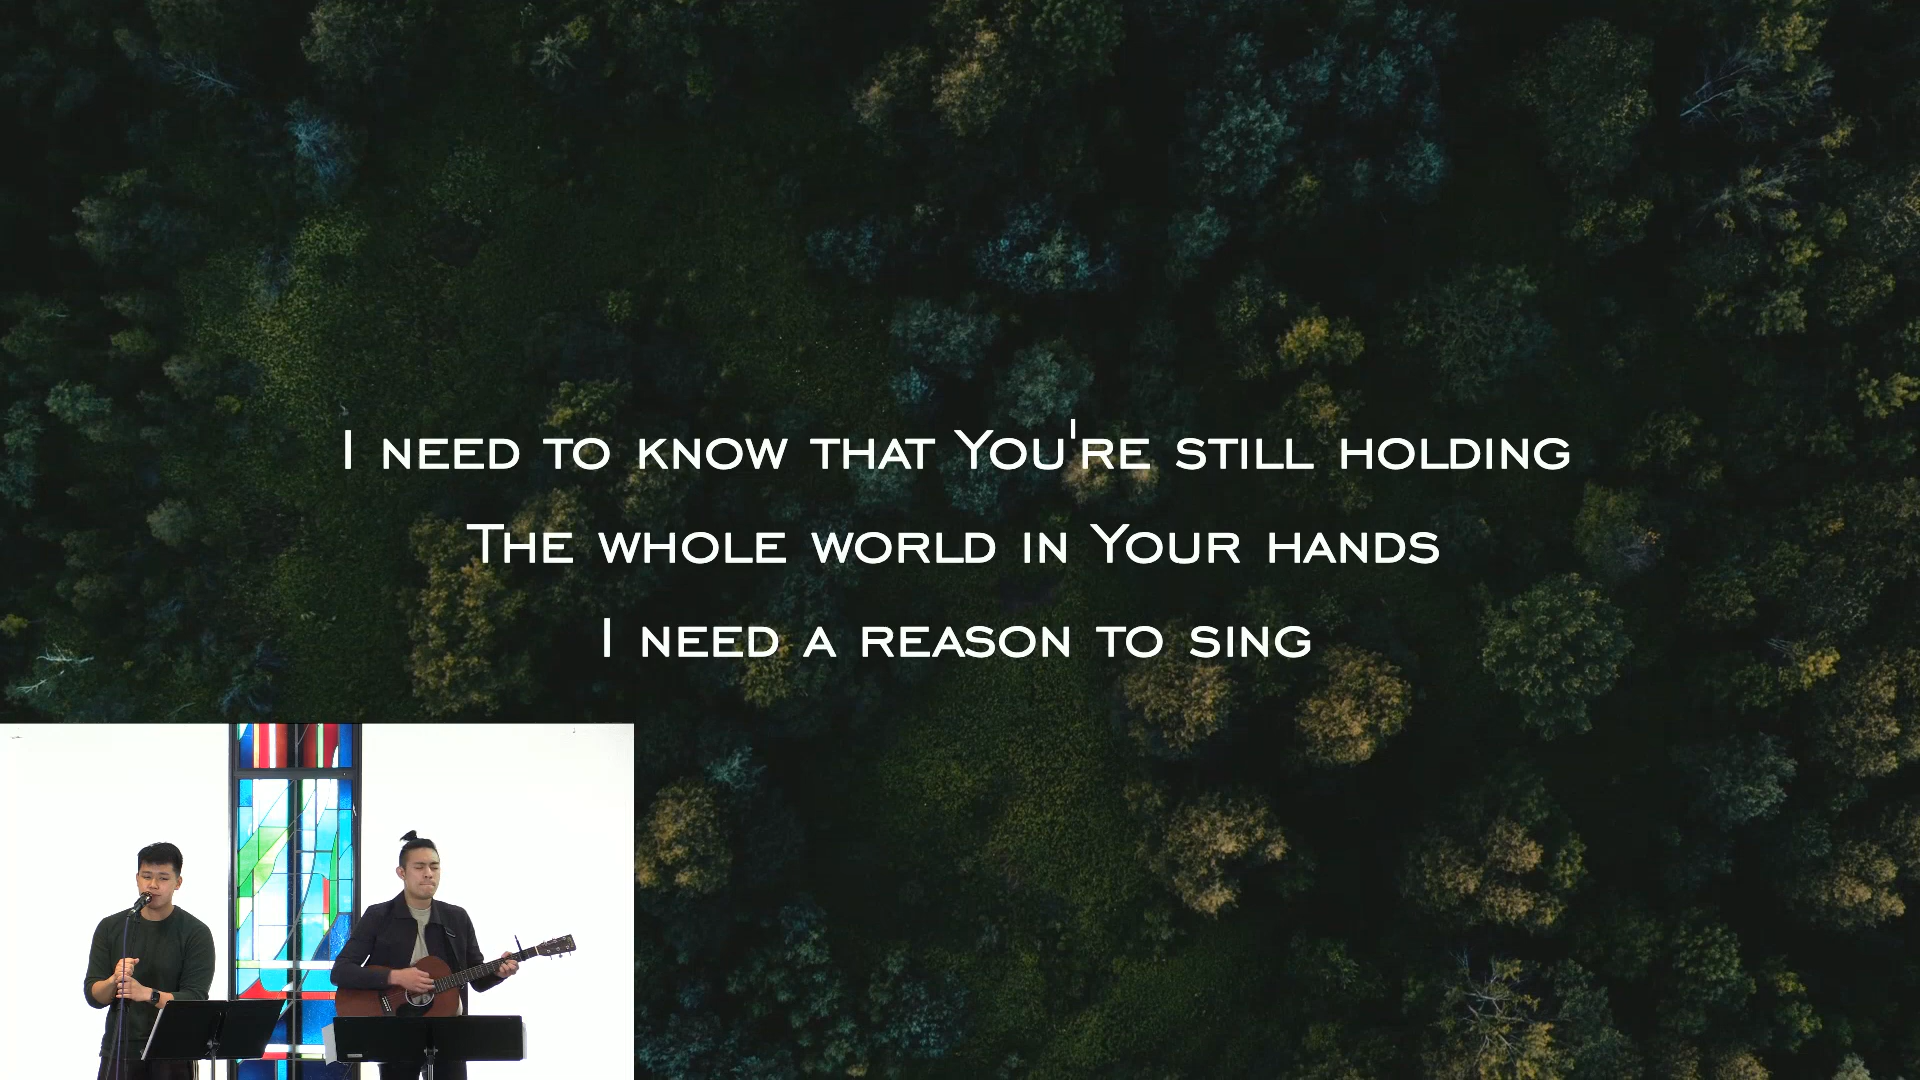 I need to know that You're still holding
The whole world in Your hands
I need a reason to sing